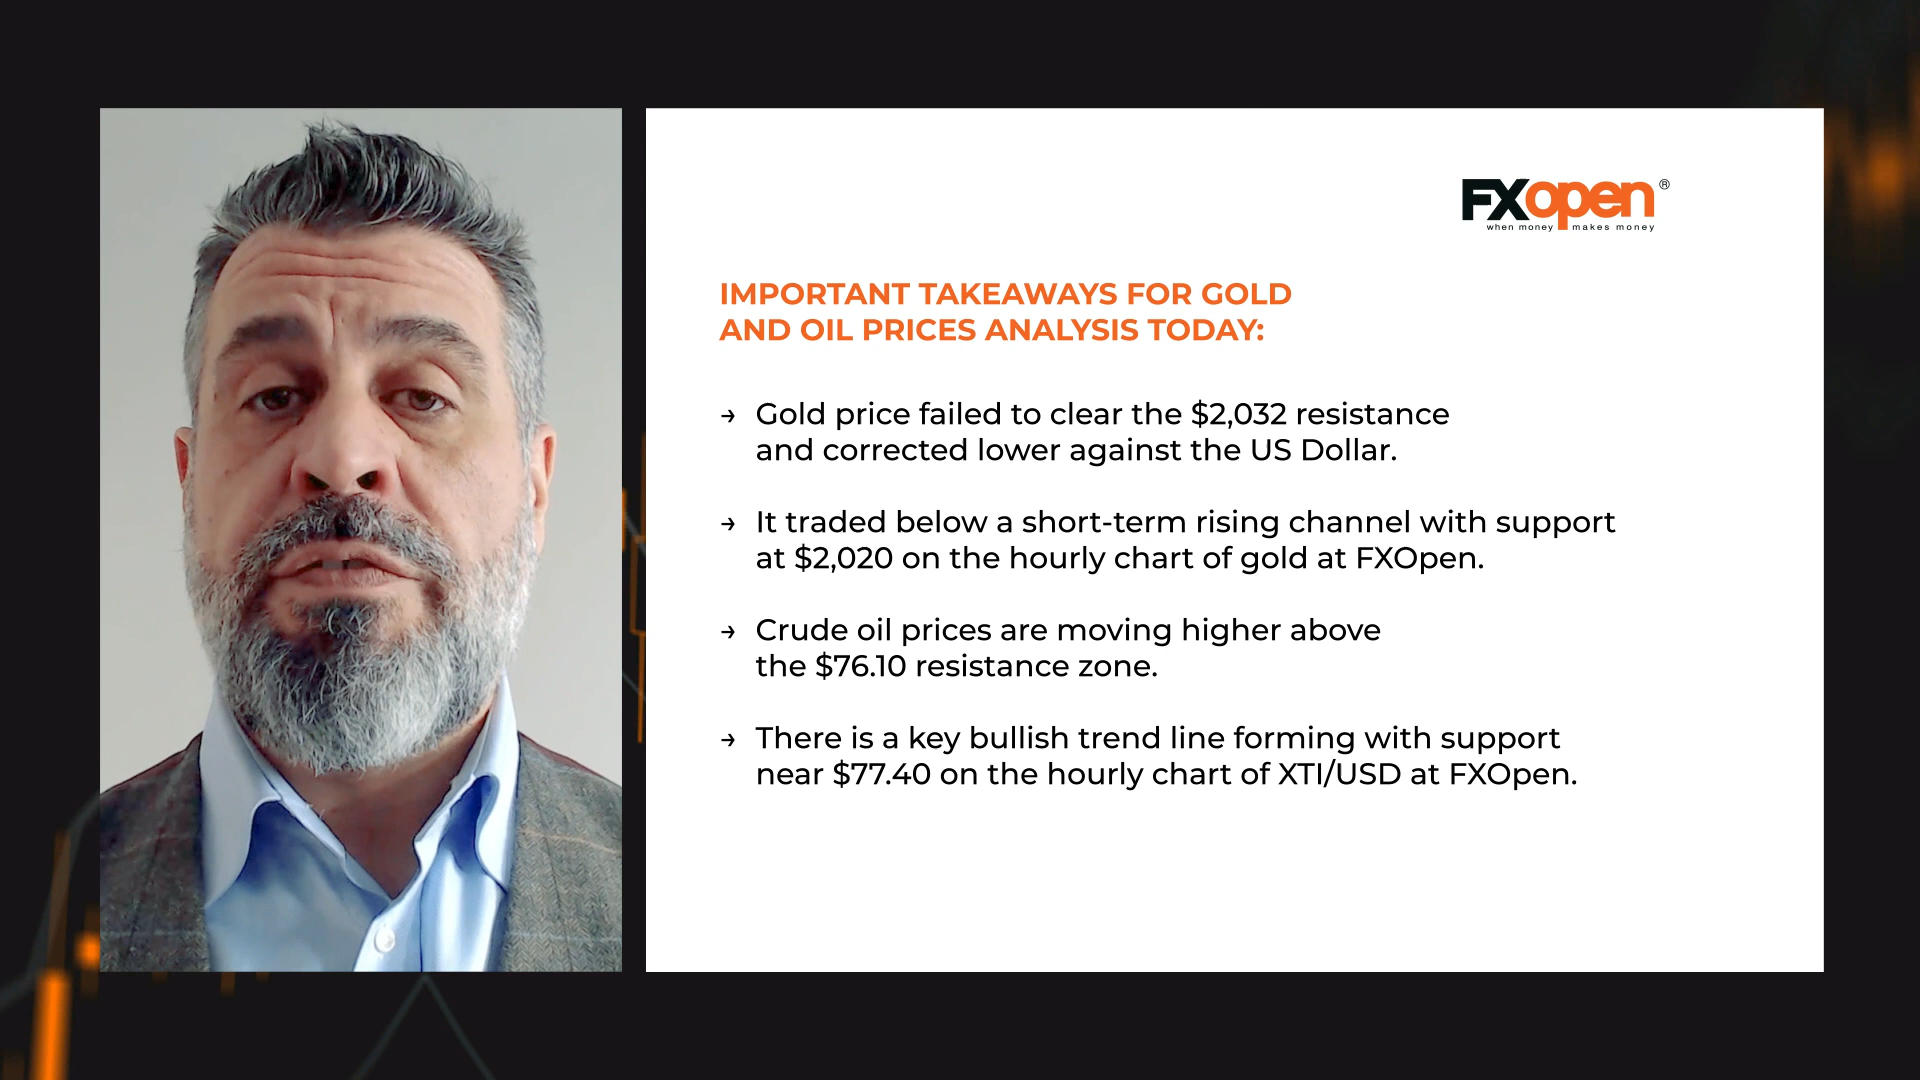 FXopen®
when money makes money
IMPORTANT TAKEAWAYS FOR GOLD
AND OIL PRICES ANALYSIS TODAY:
→ Gold price failed to clear the $2,032 resistance
and corrected lower against the US Dollar.
→ It traded below a short-term rising channel with support
at $2,020 on the hourly chart of gold at FXOpen.
→ Crude oil prices are moving higher above
the $76.10 resistance zone.
→ There is a key bullish trend line forming with support
near $77.40 on the hourly chart of XTI/USD at FXOpen.